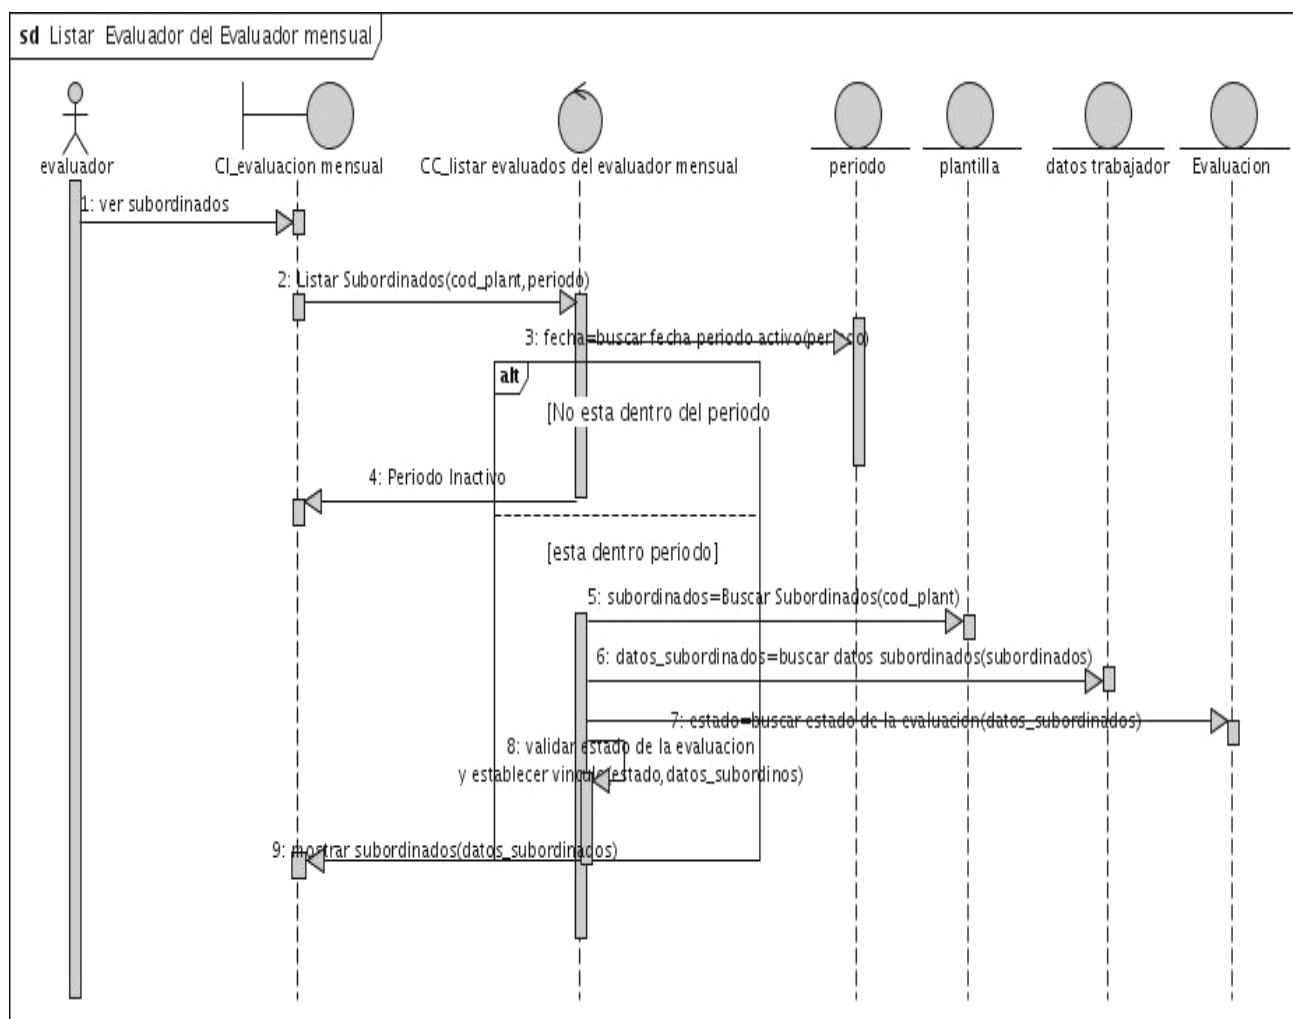 sd Listar Evaluador del Evaluador mensual
evaluador
CI_evaluacion mensual
CC_listar evaluados del evaluador mensual
periodo
plantilla
datos trabajador
Evaluacion
1: ver subordinados
2: Listar Subordinados(cod_plant,periodo)
3: fecha=buscar fecha periodo activo(periodo)
alt
[No esta dentro del periodo
4: Periodo Inactivo
[esta dentro periodo]
5: subordinados=Buscar Subordinados(cod_plant)
6: datos_subordinados=buscar datos subordinados(subordinados)
7: estado=buscar estado de la evaluacion(datos_subordinados)
8: validar estado de la evaluacion
y establecer vinculo(estado,datos_subordinos)
9: mostrar subordinados(datos_subordinados)